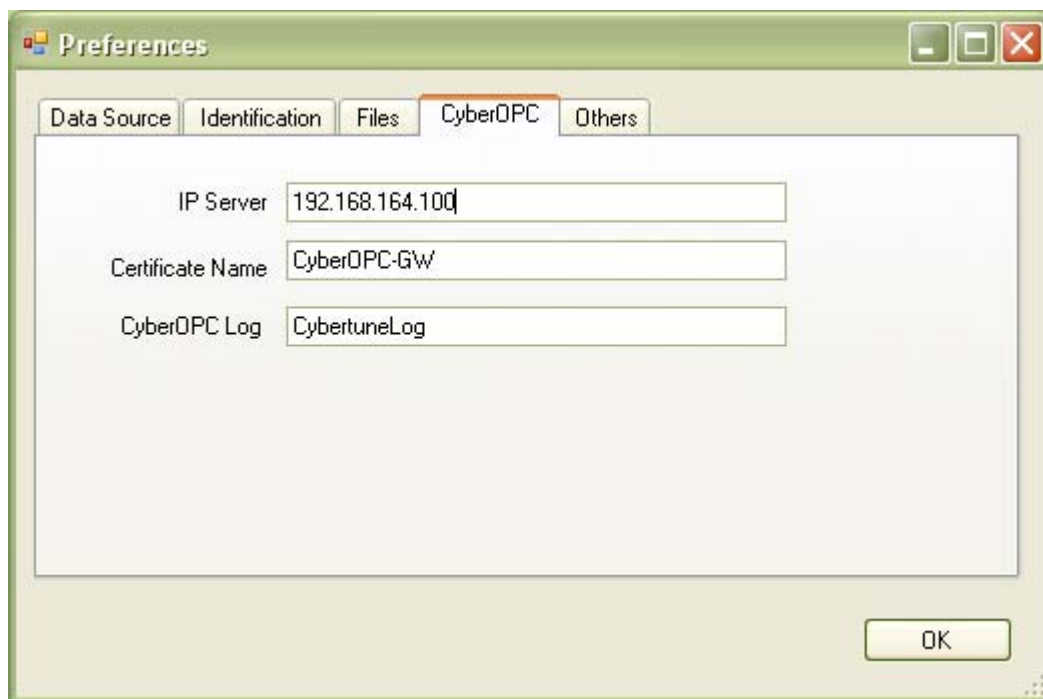 Preferences
Data Source Identification Files CyberOPC Others
IP Server 192.168.164.100
Certificate Name CyberOPC-GW
CyberOPC Log CybertuneLog
OK